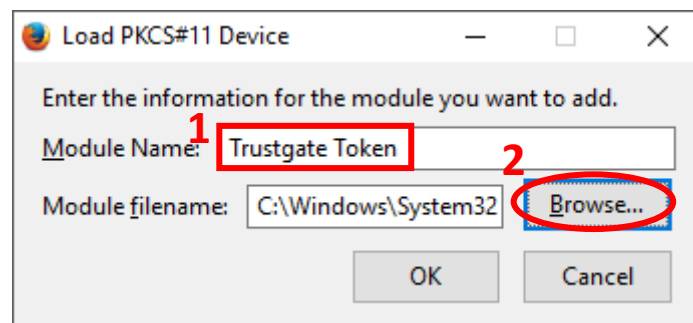 Load PKCS#11 Device
Enter the information for the module you want to add.
1
2
Module Name: Trustgate Token
Module filename: C:\Windows\System32 Browse...
OK Cancel